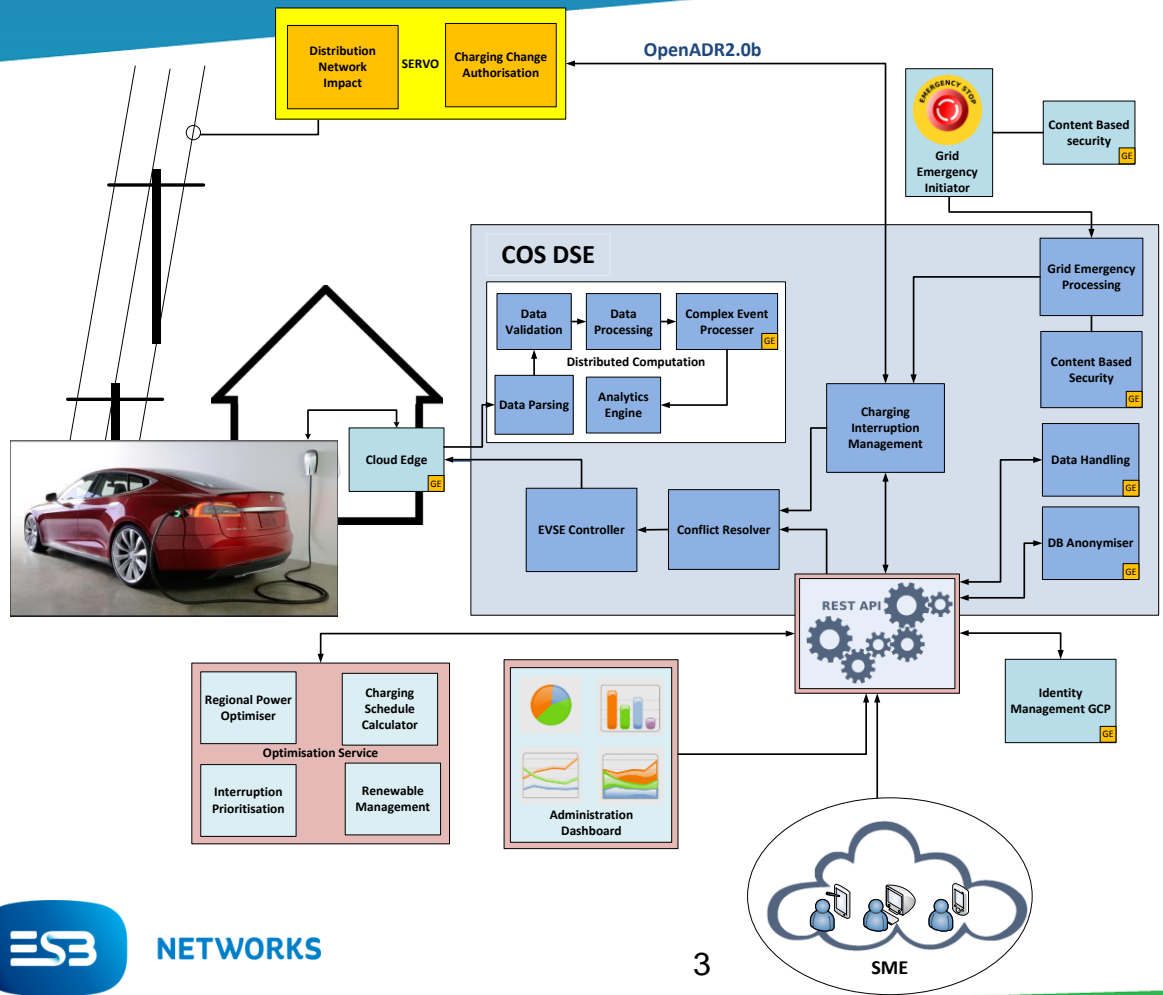 Distribution
Network
Impact
SERVO
Charging Change
Authorisation
OpenADR2.0b
EMERGENCY STOP
Grid
Emergency
Initiator
Content Based
security
GE
COS DSE
Data
Validation
Data
Processing
Complex Event
Processer
GE
Distributed Computation
Data Parsing
Analytics
Engine
Grid Emergency
Processing
Content Based
Security
GE
Charging
Interruption
Management
Cloud Edge
GE
Data Handling
GE
EVSE Controller
Conflict Resolver
DB Anonymiser
GE
REST API
Regional Power
Optimiser
Charging
Schedule
Calculator
Optimisation Service
Interruption
Prioritisation
Renewable
Management
Administration
Dashboard
Identity
Management GCP
GE
SME
ESB
NETWORKS
3